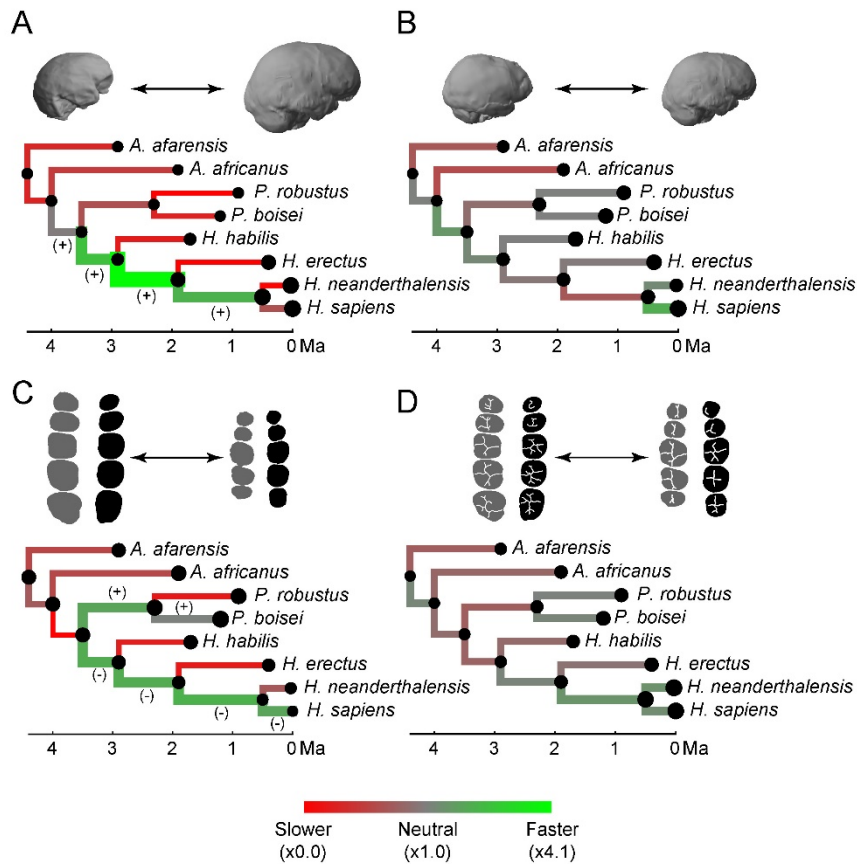 A
B
A. afarensis
A. africanus
P. robustus
P. boisei
(+)
H. habilis
(+)
H. erectus
(+)
H. neanderthalensis
(+)
H. sapiens
4 3 2 1 0 Ma
A. afarensis
A. africanus
P. robustus
P. boisei
H. habilis
H. erectus
H. neanderthalensis
H. sapiens
4 3 2 1 0 Ma
C
D
A. afarensis
A. africanus
(+)
P. robustus
(+)
P. boisei
H. habilis
(-)
H. erectus
(-)
H. neanderthalensis
(-)
H. sapiens
(-)
4 3 2 1 0 Ma
A. afarensis
A. africanus
P. robustus
P. boisei
H. habilis
H. erectus
H. neanderthalensis
H. sapiens
4 3 2 1 0 Ma
Slower Neutral Faster
(x0.0) (x1.0) (x4.1)